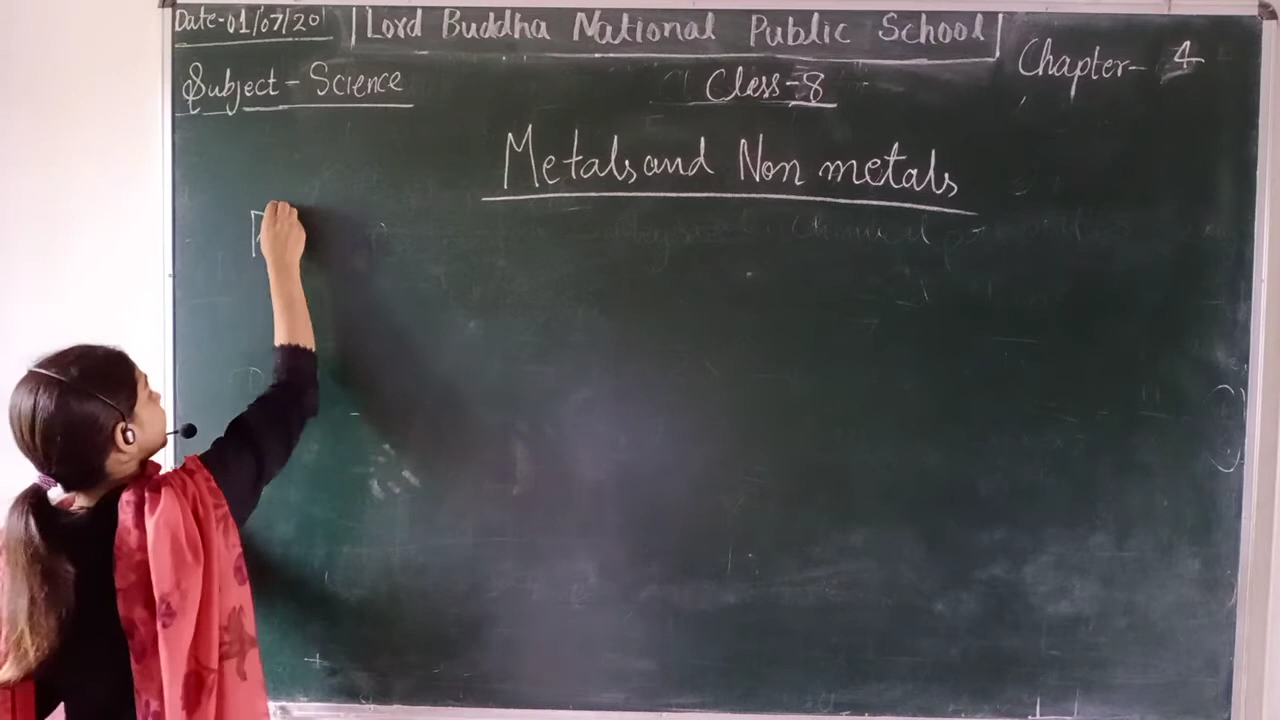 Date-01/07/20 Lord Buddha National Public School
Subject - Science Class-8 Chapter- 4
Metals and Non metals